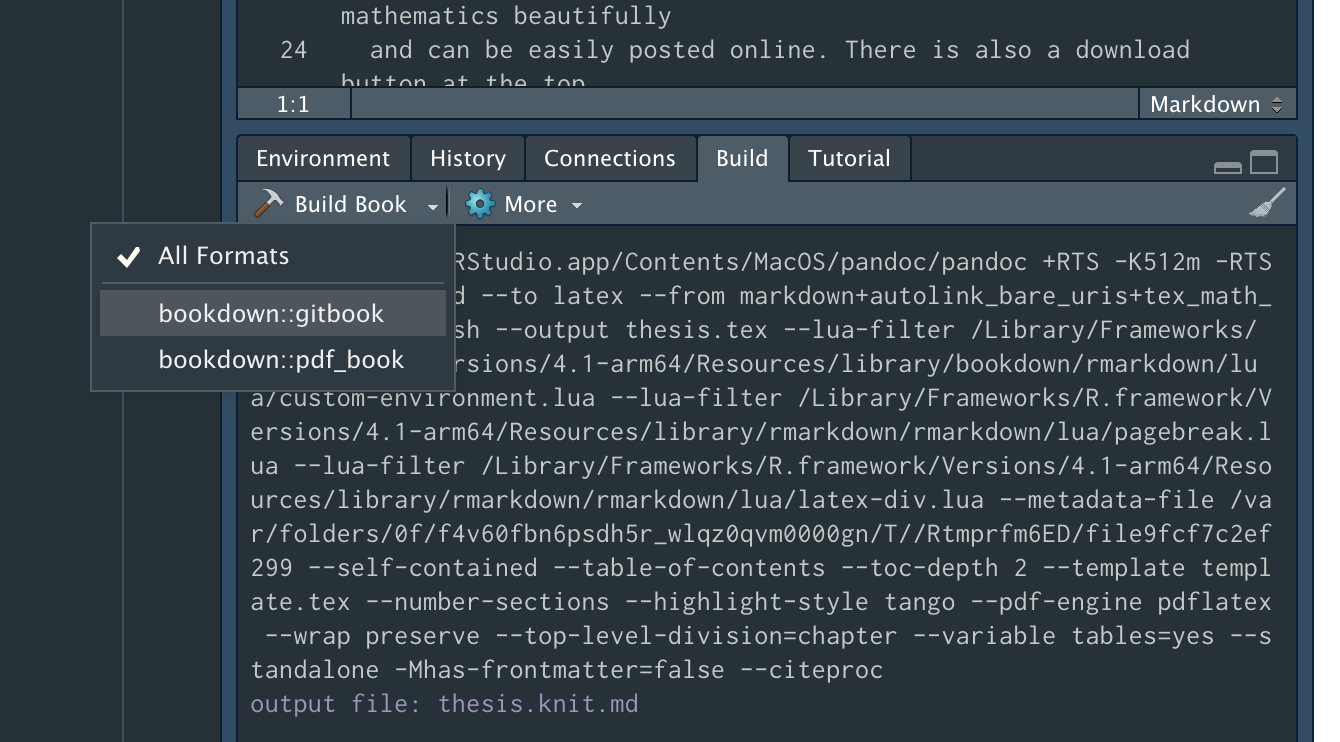 mathematics beautifully
24 and can be easily posted online. There is also a download
button at the top
1:1 Markdown
Environment History Connections Build Tutorial
Build Book More
All Formats
bookdown::gitbook
bookdown::pdf_book
RStudio.app/Contents/MacOS/pandoc/pandoc +RTS -K512m -RTS
d --to latex --from markdown+autolink_bare_uris+tex_math_
sh --output thesis.tex --lua-filter /Library/Frameworks/
rsions/4.1-arm64/Resources/library/bookdown/rmarkdown/lu
a/custom-environment.lua --lua-filter /Library/Frameworks/R.framework/V
ersions/4.1-arm64/Resources/library/rmarkdown/rmarkdown/lua/pagebreak.l
ua --lua-filter /Library/Frameworks/R.framework/Versions/4.1-arm64/Reso
urces/library/rmarkdown/rmarkdown/lua/latex-div.lua --metadata-file /va
r/folders/0f/f4v60fbn6psdh5r_wlqz0qvm0000gn/T//Rtmprfm6ED/file9fcf7c2ef
299 --self-contained --table-of-contents --toc-depth 2 --template templ
ate.tex --number-sections --highlight-style tango --pdf-engine pdflatex
--wrap preserve --top-level-division=chapter --variable tables=yes --s
tandalone -Mhas-frontmatter=false --citeproc
output file: thesis.knit.md